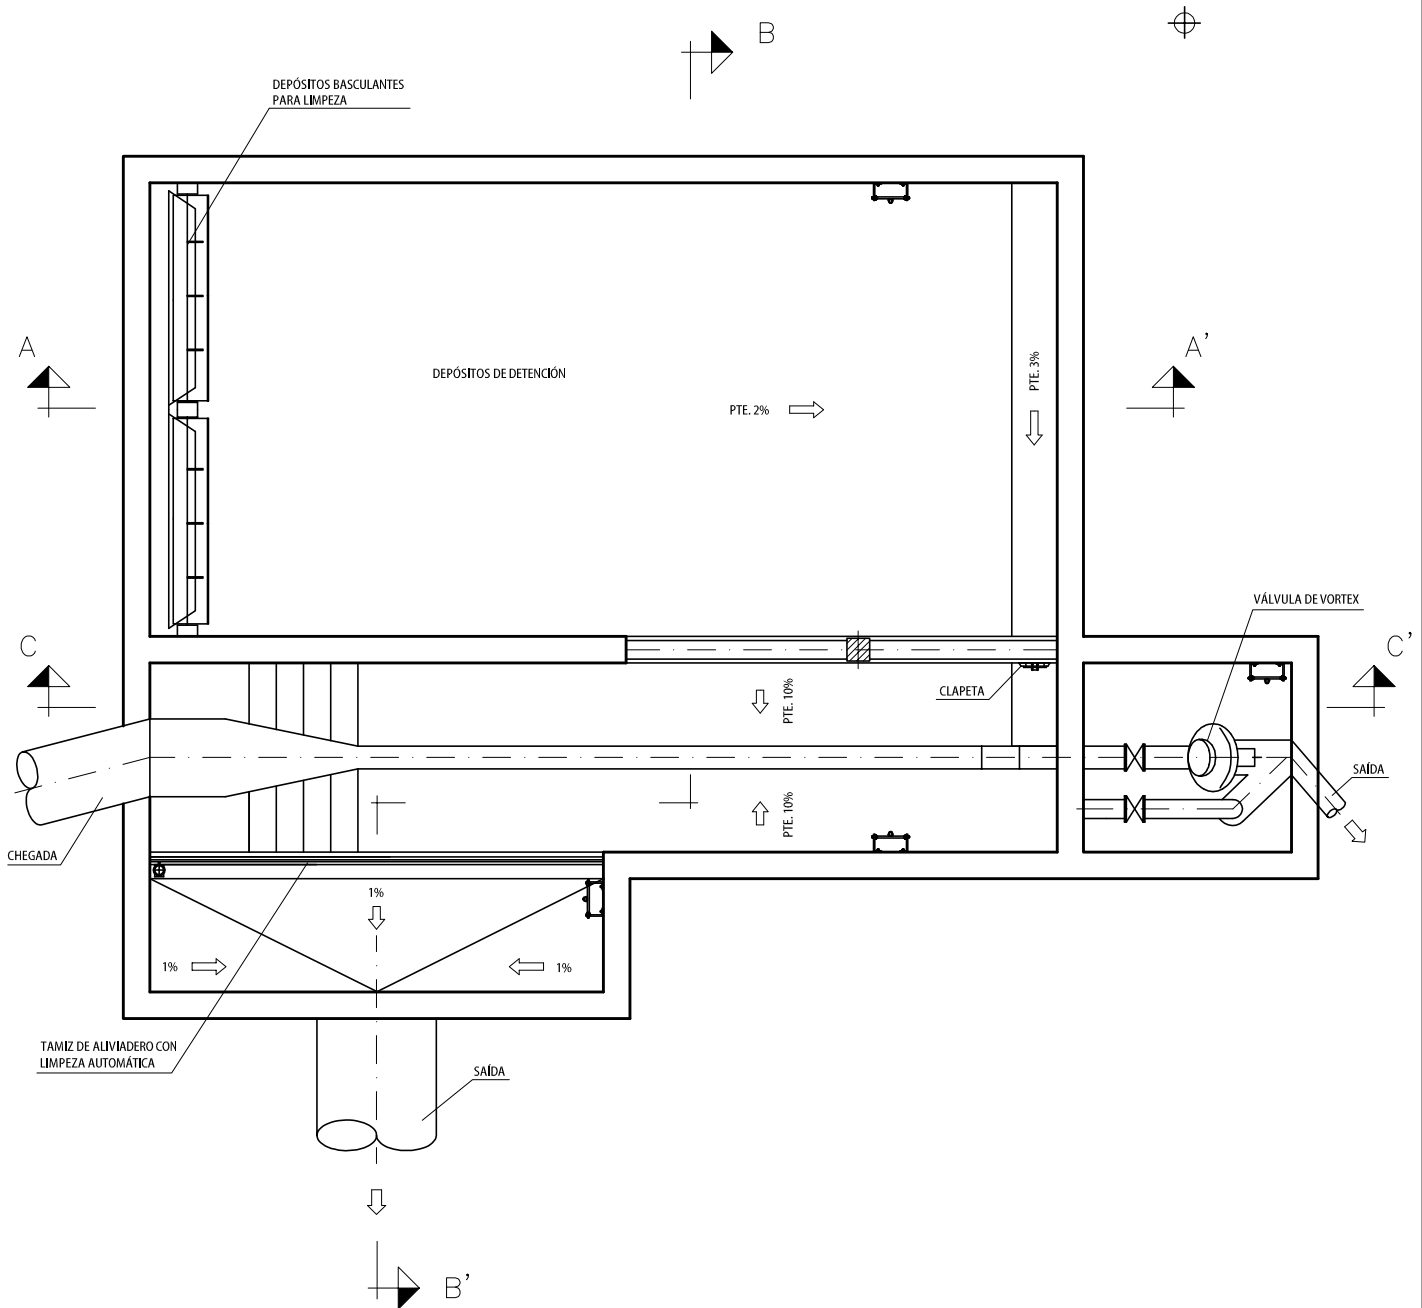 B
DEPÓSITOS BASCULANTES
PARA LIMPEZA
A
A'
DEPÓSITOS DE DETENCIÓN
PTE. 2%
PTE. 3%
VÁLVULA DE VORTEX
C
C'
CLAPETA
PTE. 10%
SAÍDA
PTE. 10%
CHEGADA
1%
1%
1%
TAMIZ DE ALIVIADERO CON
LIMPEZA AUTOMÁTICA
SAÍDA
B'